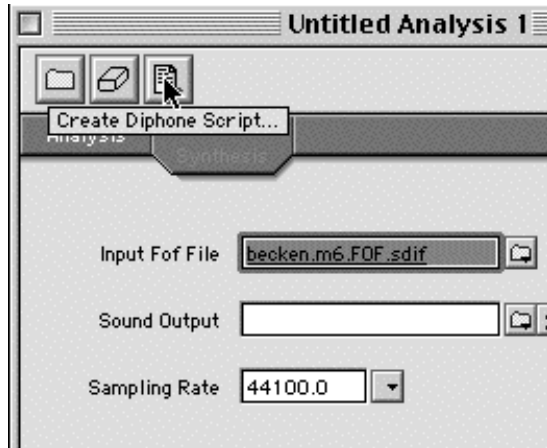 Untitled Analysis 1
Create Diphone Script...
Analysis
Synthesis
Input Fof File
becken.m6.FOF.sdif
Sound Output
Sampling Rate
44100.0